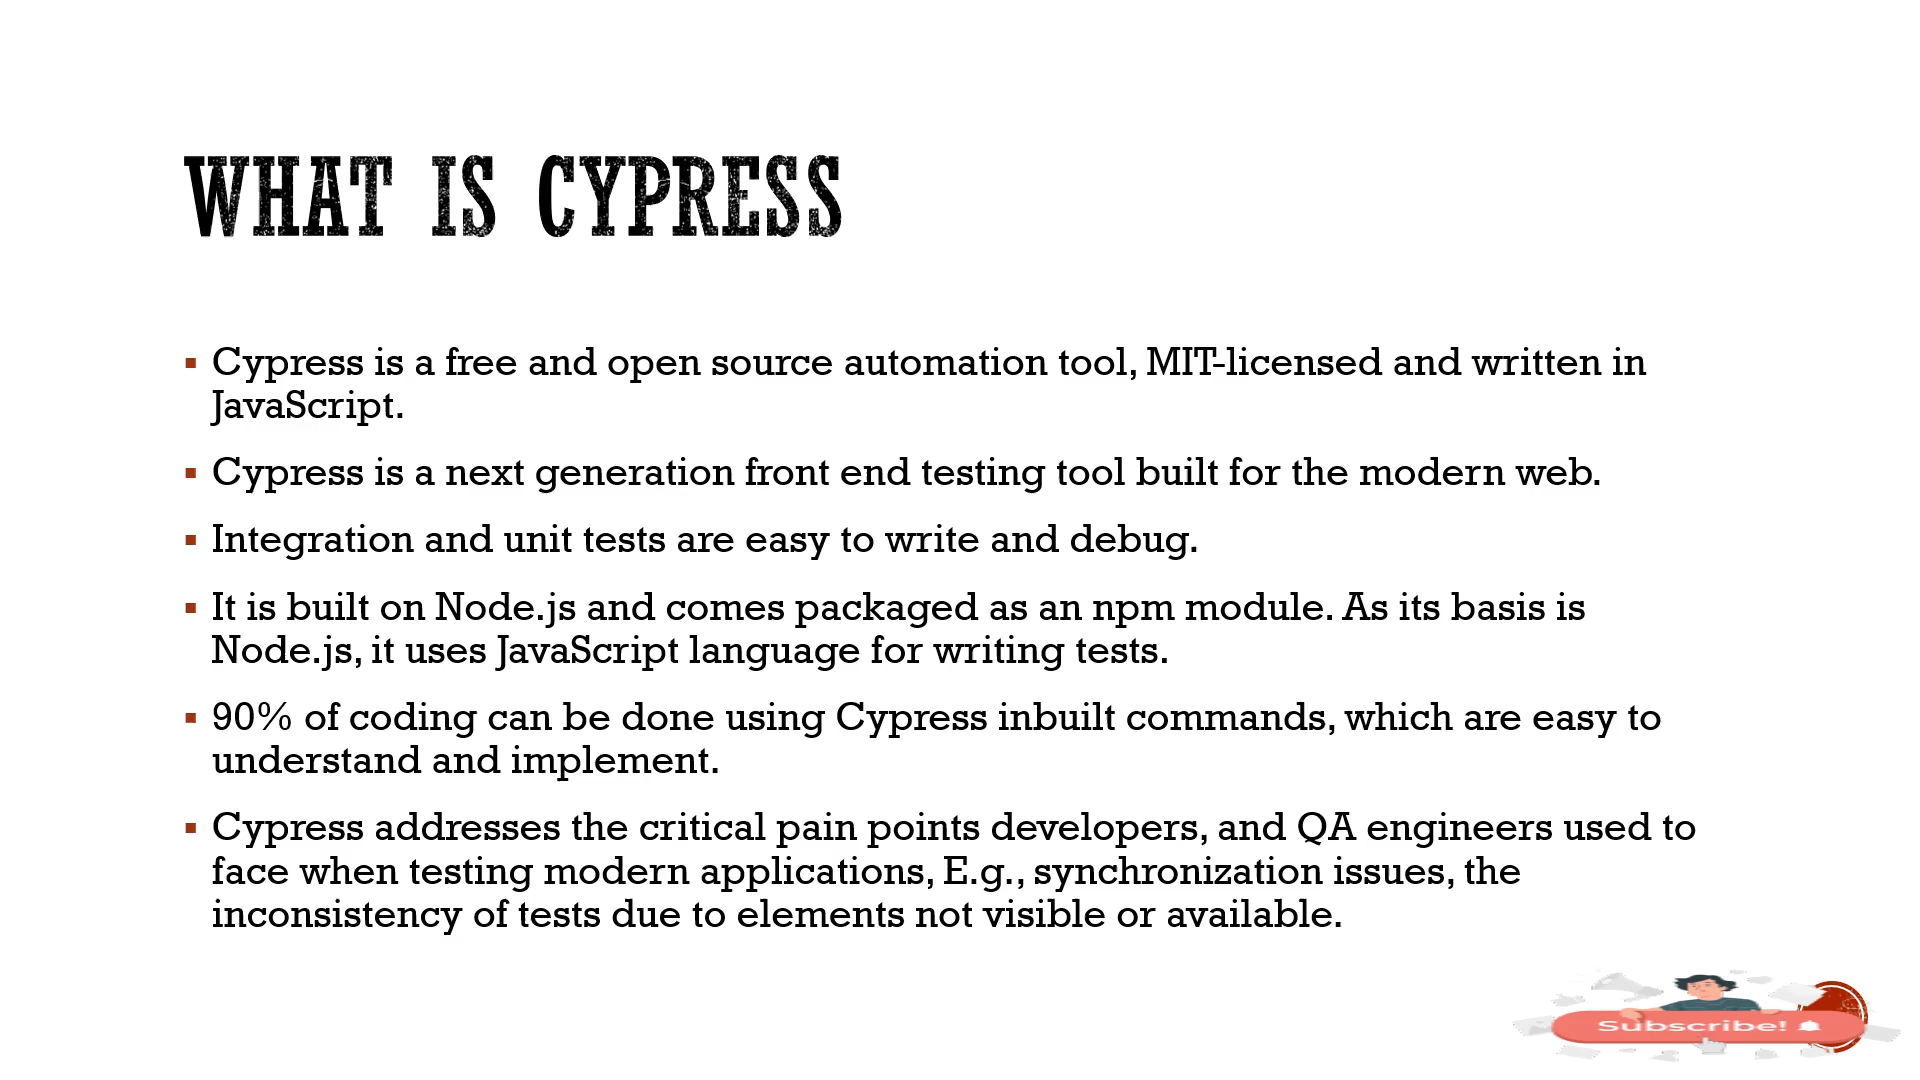 WHAT IS CYPRESS
▪ Cypress is a free and open source automation tool, MIT-licensed and written in
JavaScript.
▪ Cypress is a next generation front end testing tool built for the modern web.
▪ Integration and unit tests are easy to write and debug.
▪ It is built on Node.js and comes packaged as an npm module. As its basis is
Node.js, it uses JavaScript language for writing tests.
▪ 90% of coding can be done using Cypress inbuilt commands, which are easy to
understand and implement.
▪ Cypress addresses the critical pain points developers, and QA engineers used to
face when testing modern applications, E.g., synchronization issues, the
inconsistency of tests due to elements not visible or available.
Subscribe!